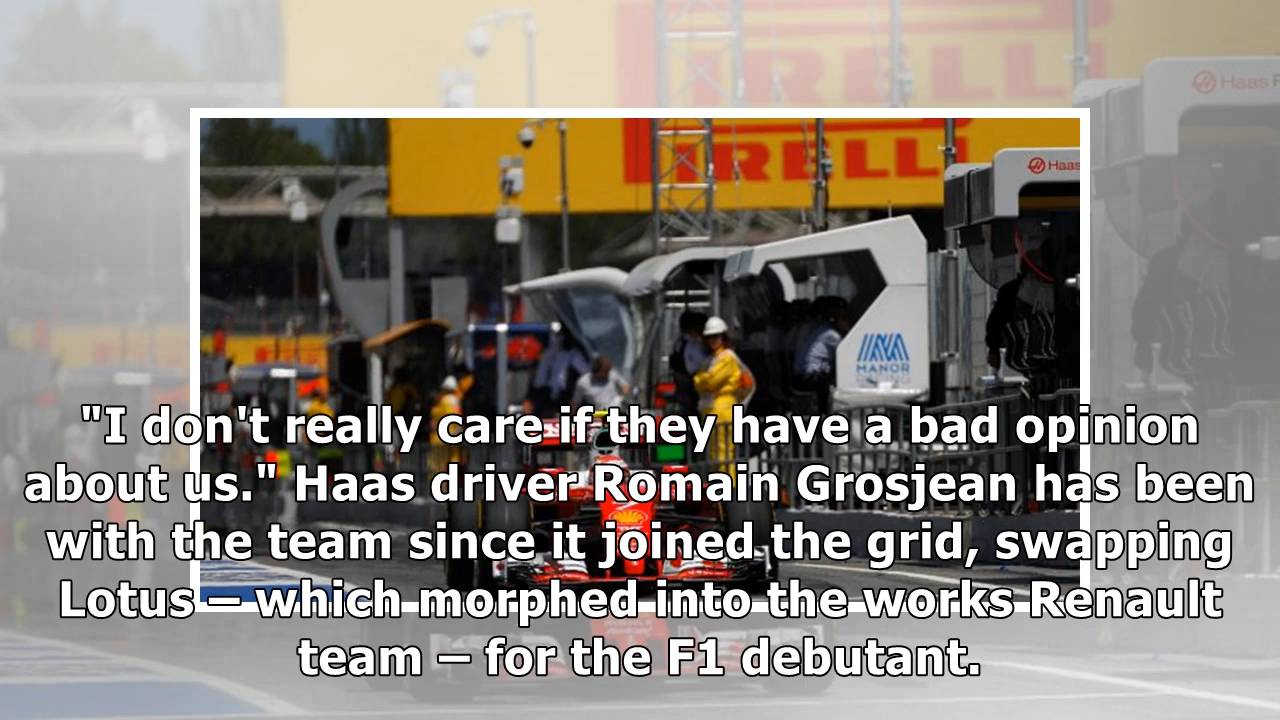 PIRELLI
Haas F
IRELLI
Haas
MANOR
"I don't really care if they have a bad opinion
about us." Haas driver Romain Grosjean has been
with the team since it joined the grid, swapping
Lotus – which morphed into the works Renault
team – for the F1 debutant.